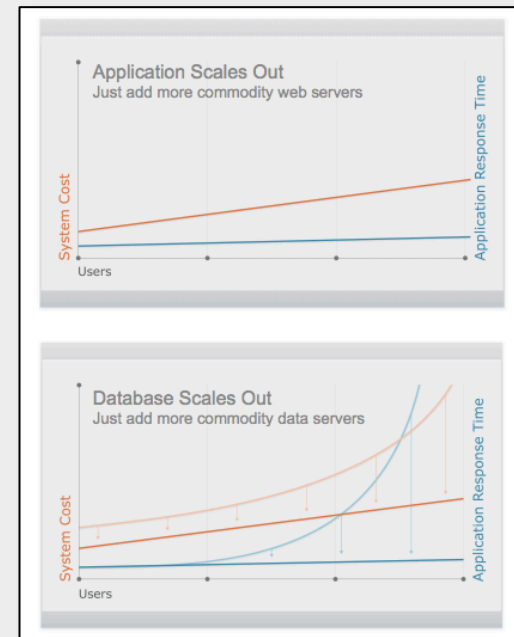 Application Scales Out
Just add more commodity web servers
System Cost
Application Response Time
Users
Database Scales Out
Just add more commodity data servers
System Cost
Application Response Time
Users